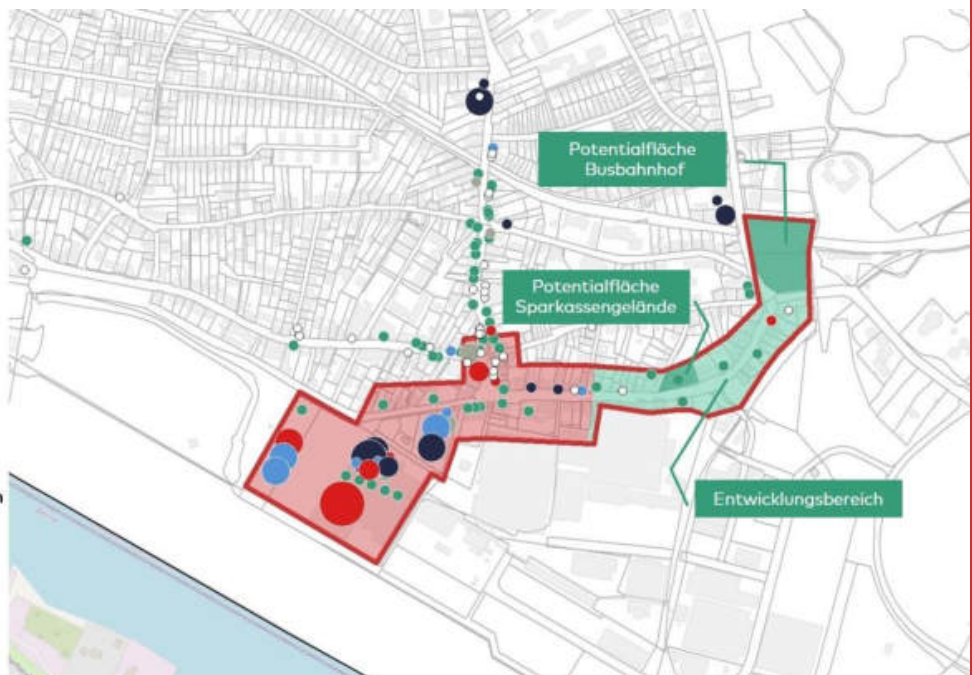 Potentialfläche
Busbahnhof
Potentialfläche
Sparkassengelände
Entwicklungsbereich